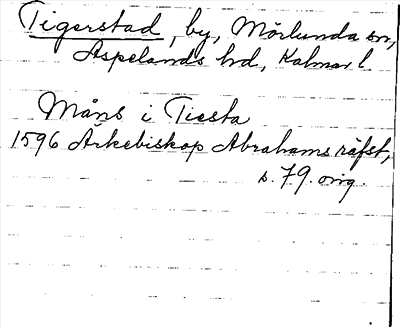 Tigerstad, by, Mörlunda sn,
Aspelands hd, Kalmar l.
Måns i Tiesta
1596 Ärkebiskop Abrahams räfst,
s. 79. orig.